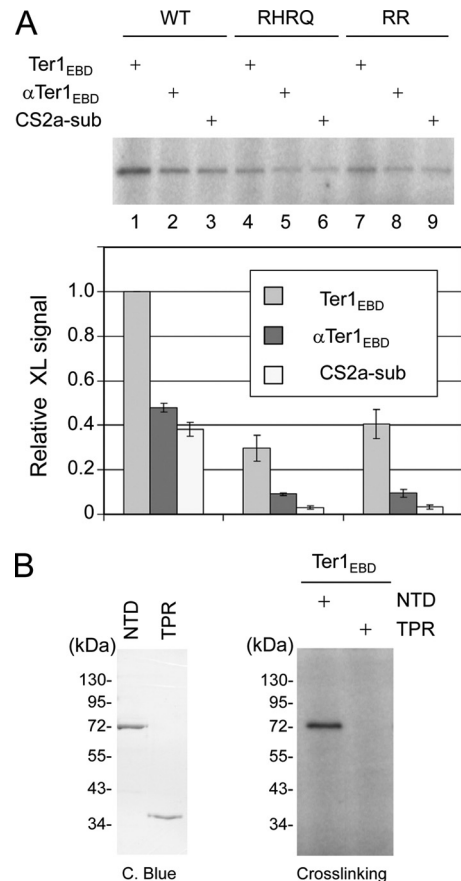 A
WT RHRQ RR
Ter1EBD + + +
αTer1EBD + + +
CS2a-sub + + +
1 2 3 4 5 6 7 8 9
Relative XL signal
1.0
0.8
0.6
0.4
0.2
0
Ter1EBD
αTer1EBD
CS2a-sub
B
Ter1EBD
NTD TPR
+ NTD
+ TPR
(kDa) (kDa)
130- 130-
95- 95-
72- 72-
55- 55-
43- 43-
34- 34-
C. Blue Crosslinking